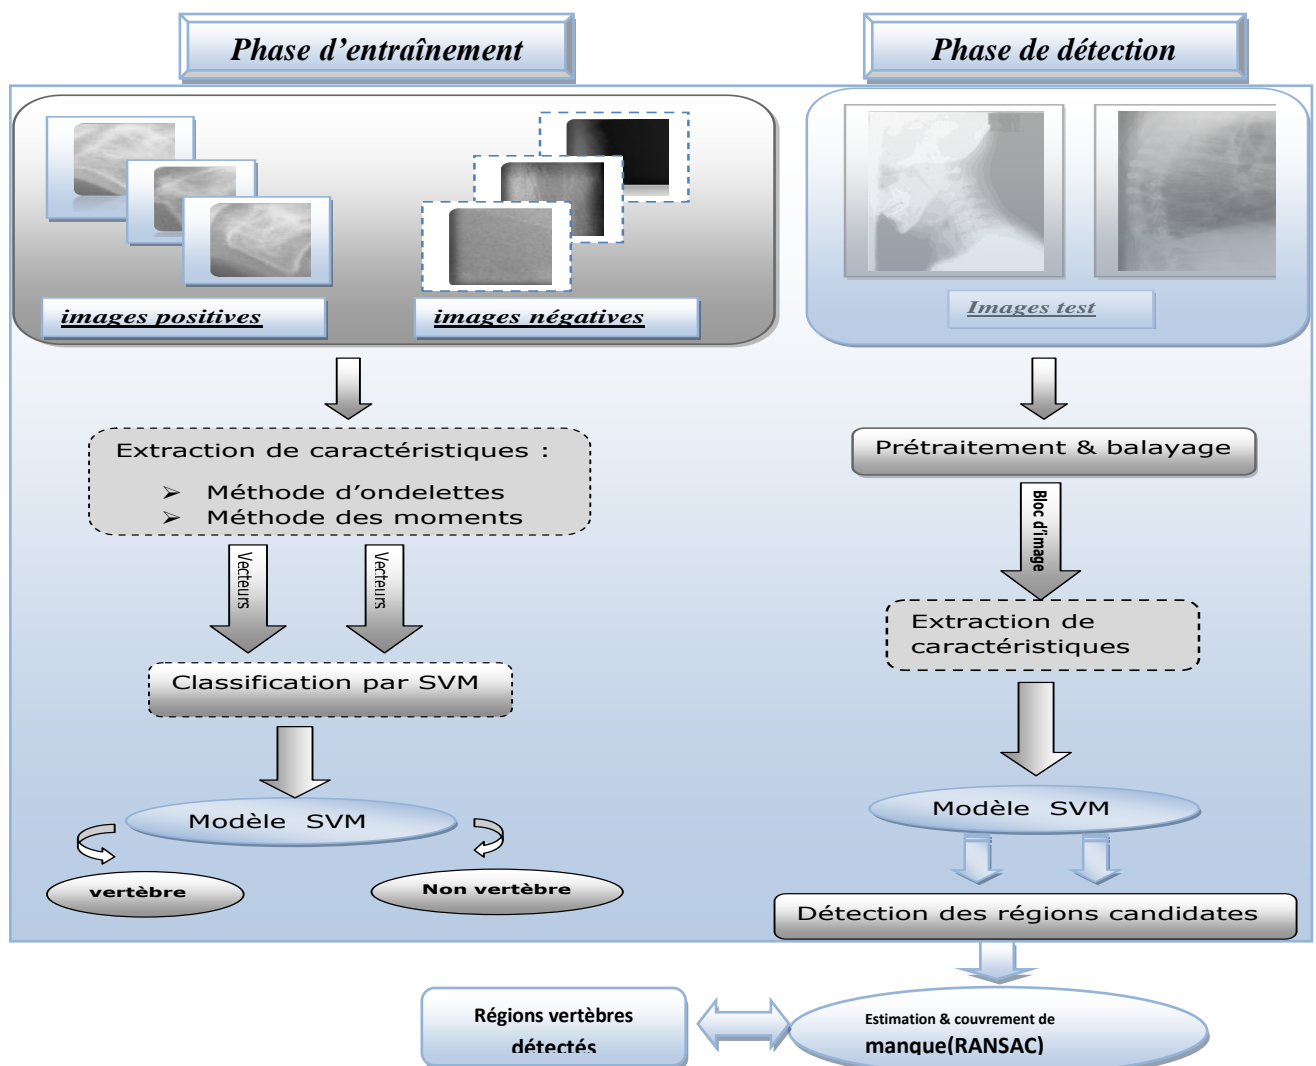 Phase d'entraînement
Phase de détection
images positives
images négatives
Images test
Extraction de caractéristiques :
➢ Méthode d'ondelettes
➢ Méthode des moments
Vecteurs
Vecteurs
Classification par SVM
Modèle SVM
vertèbre
Non vertèbre
Prétraitement & balayage
Bloc d'image
Extraction de
caractéristiques
Modèle SVM
Détection des régions candidates
Estimation & couvrement de
manque(RANSAC)
Régions vertèbres
détectés